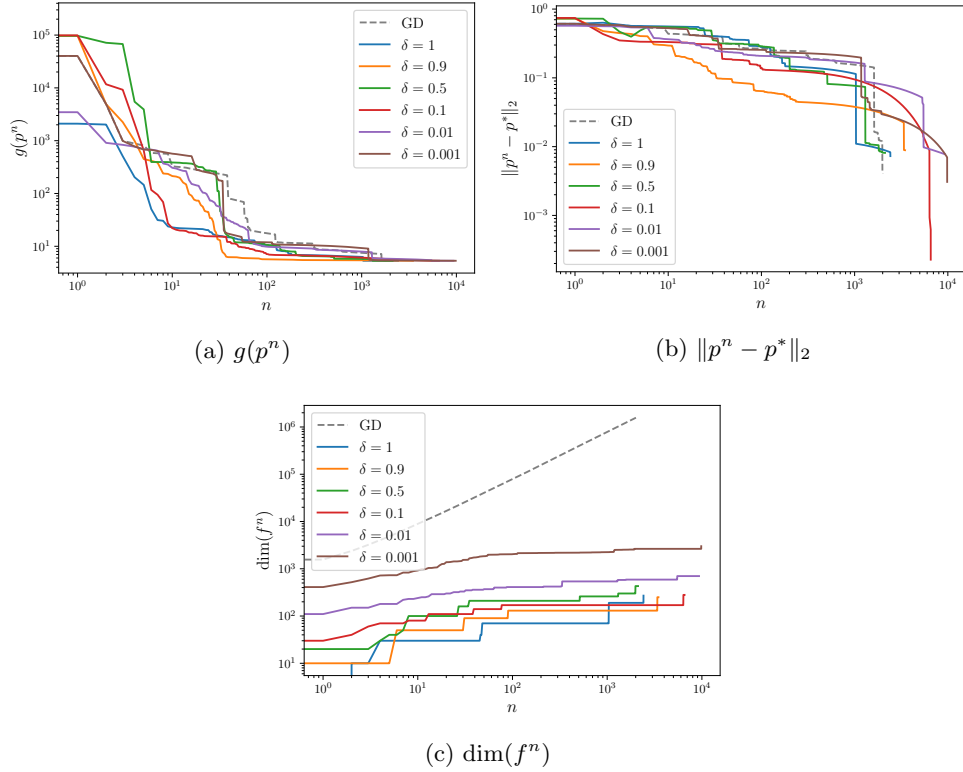 GD
δ = 1
δ = 0.9
δ = 0.5
δ = 0.1
δ = 0.01
δ = 0.001
10^5
10^4
10^3
10^2
10^1
g(p^n)
10^0 10^1 10^2 10^3 10^4
n
(a) g(p^n)
10^0
10^{-1}
10^{-2}
10^{-3}
‖p^n − p^*‖_2
GD
δ = 1
δ = 0.9
δ = 0.5
δ = 0.1
δ = 0.01
δ = 0.001
10^0 10^1 10^2 10^3 10^4
n
(b) ‖p^n − p^*‖_2
GD
δ = 1
δ = 0.9
δ = 0.5
δ = 0.1
δ = 0.01
δ = 0.001
10^6
10^5
10^4
10^3
10^2
10^1
dim(f^n)
10^0 10^1 10^2 10^3 10^4
n
(c) dim(f^n)